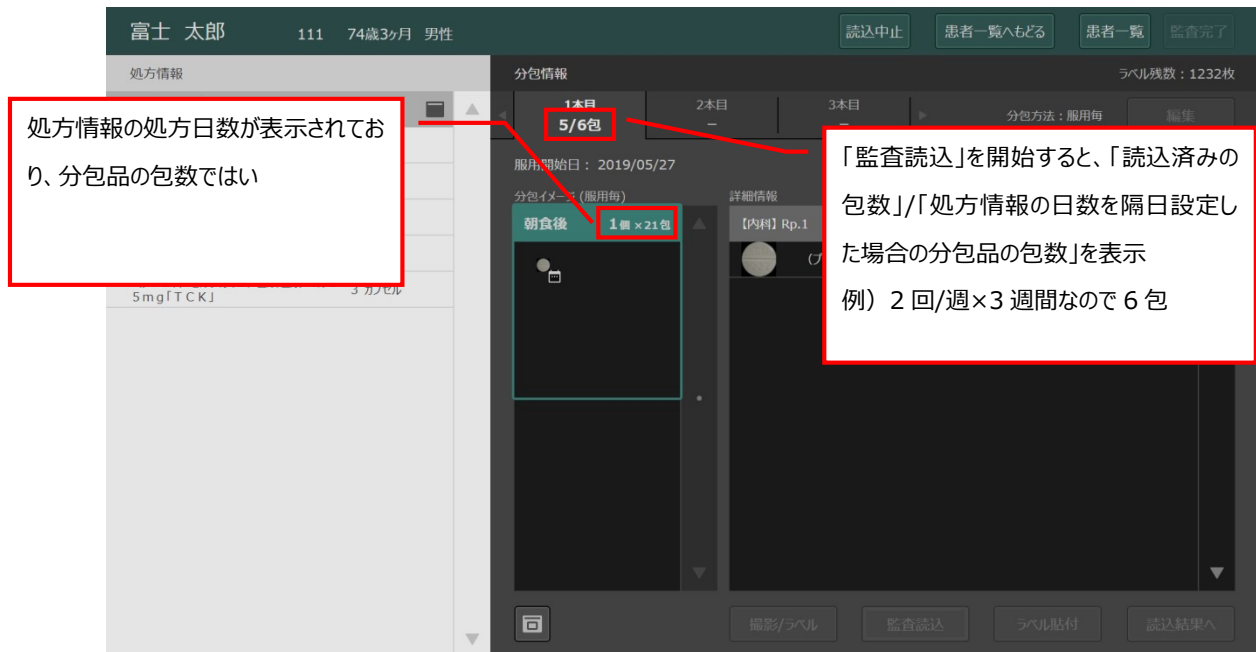 富士 太郎 111 74歳3ヶ月 男性 読込中止 患者一覧へもどる 患者一覧 監査完了
処方情報
分包情報 ラベル残数:1232枚
1本目 2本目 3本目
5/6包 － － 分包方法:服用毎 編集
服用開始日: 2019/05/27
分包イメージ (服用毎) 詳細情報
朝食後 1個 ×21包 【内科】 Rp.1
処方情報の処方日数が表示されてお
り、分包品の包数ではい
「監査読込」を開始すると、「読込済みの
包数」/「処方情報の日数を隔日設定し
た場合の分包品の包数」を表示
例) 2 回/週×3 週間なので 6 包
5mg「TCK」 3 カプセル
撮影/ラベル 監査読込 ラベル貼付 読込結果へ